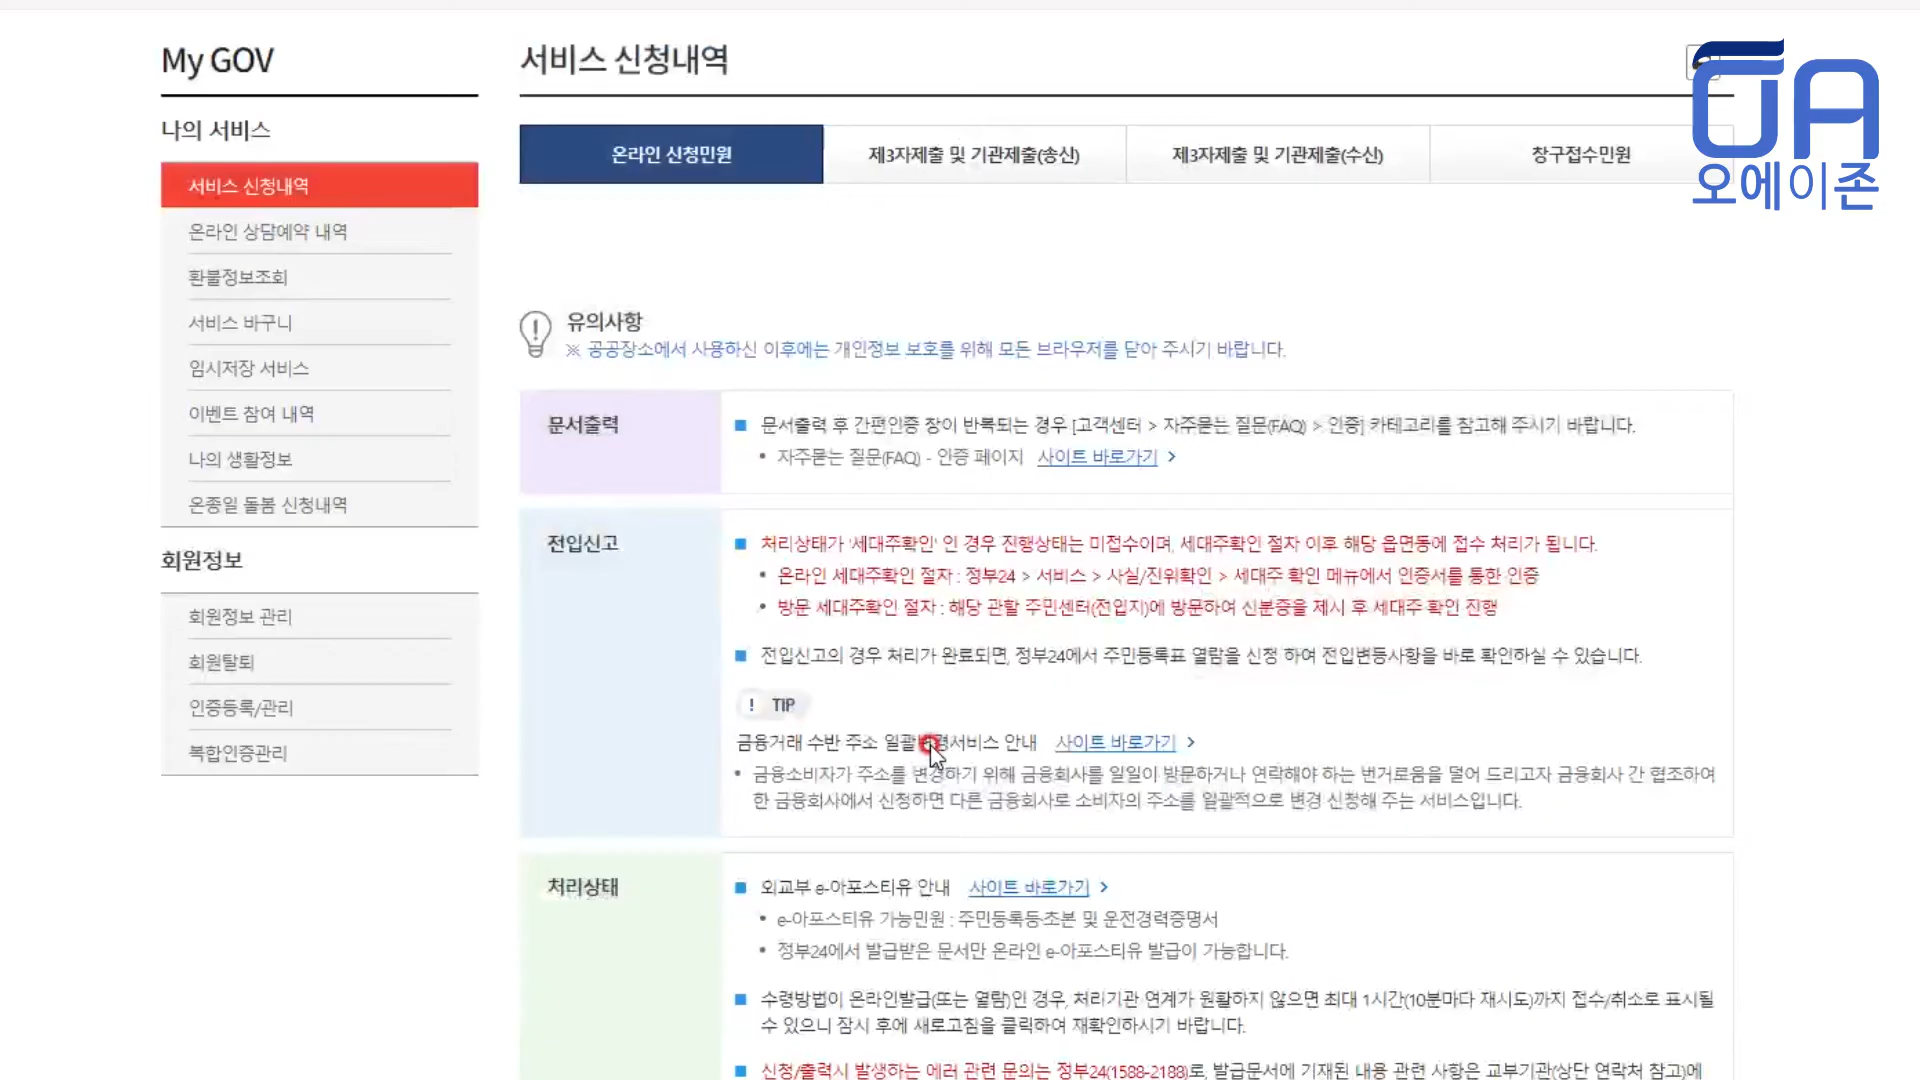 My GOV
나의 서비스
서비스 신청내역
온라인 상담예약 내역
환불정보조회
서비스 바구니
임시저장 서비스
이벤트 참여 내역
나의 생활정보
온종일 돌봄 신청내역
회원정보
회원정보 관리
회원탈퇴
인증등록/관리
복합인증관리
서비스 신청내역
온라인 신청민원
제3자제출 및 기관제출(송신)
제3자제출 및 기관제출(수신)
창구접수민원
OA
오에이존
유의사항
※ 공공장소에서 사용하신 이후에는 개인정보 보호를 위해 모든 브라우저를 닫아 주시기 바랍니다.
문서출력
문서출력 후 간편인증 창이 반복되는 경우 [고객센터 > 자주묻는 질문(FAQ) > 인증] 카테고리를 참고해 주시기 바랍니다.
자주묻는 질문(FAQ) - 인증 페이지 사이트 바로가기 >
전입신고
처리상태가 '세대주확인' 인 경우 진행상태는 미접수이며, 세대주확인 절차 이후 해당 읍면동에 접수 처리가 됩니다.
온라인 세대주확인 절차 : 정부24 > 서비스 > 사실/진위확인 > 세대주 확인 메뉴에서 인증서를 통한 인증
방문 세대주확인 절차 : 해당 관할 주민센터(전입지)에 방문하여 신분증을 제시 후 세대주 확인 진행
전입신고의 경우 처리가 완료되면, 정부24에서 주민등록표 열람을 신청 하여 전입변동사항을 바로 확인하실 수 있습니다.
! TIP
금융거래 수반 주소 일괄변경서비스 안내 사이트 바로가기 >
금융소비자가 주소를 변경하기 위해 금융회사를 일일이 방문하거나 연락해야 하는 번거로움을 덜어 드리고자 금융회사 간 협조하여
한 금융회사에서 신청하면 다른 금융회사로 소비자의 주소를 일괄적으로 변경 신청해 주는 서비스입니다.
처리상태
외교부 e-아포스티유 안내 사이트 바로가기 >
e-아포스티유 가능민원 : 주민등록등·초본 및 운전경력증명서
정부24에서 발급받은 문서만 온라인 e-아포스티유 발급이 가능합니다.
수령방법이 온라인발급(또는 열람)인 경우, 처리기관 연계가 원활하지 않으면 최대 1시간(10분마다 재시도)까지 접수/취소로 표시될
수 있으니 잠시 후에 새로고침을 클릭하여 재확인하시기 바랍니다.
신청/출력시 발생하는 에러 관련 문의는 정부24(1588-2188)로, 발급문서에 기재된 내용 관련 사항은 교부기관(상단 연락처 참고)에